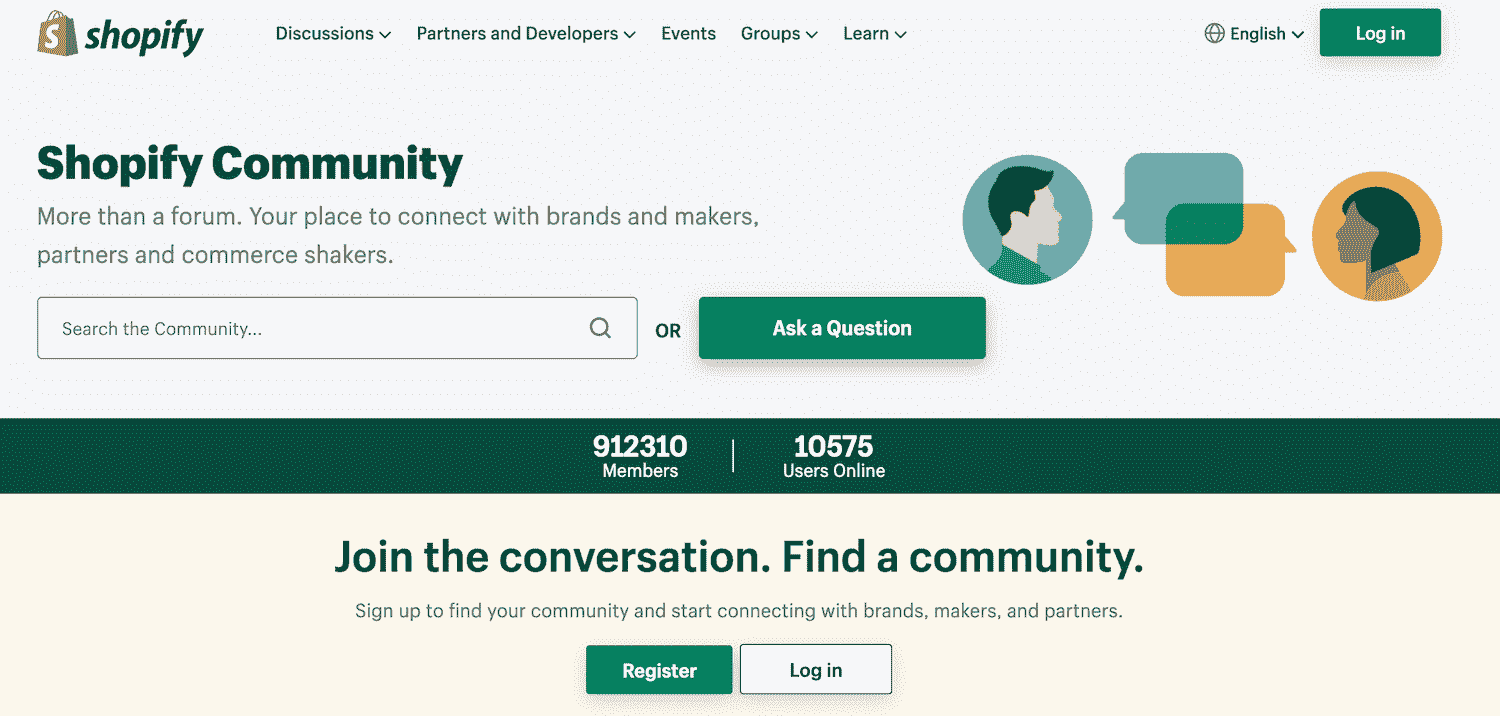 shopify
Discussions
Partners and Developers
Events
Groups
Learn
English
Log in
Shopify Community
More than a forum. Your place to connect with brands and makers,
partners and commerce shakers.
Search the Community...
OR
Ask a Question
912310
Members
10575
Users Online
Join the conversation. Find a community.
Sign up to find your community and start connecting with brands, makers, and partners.
Register
Log in